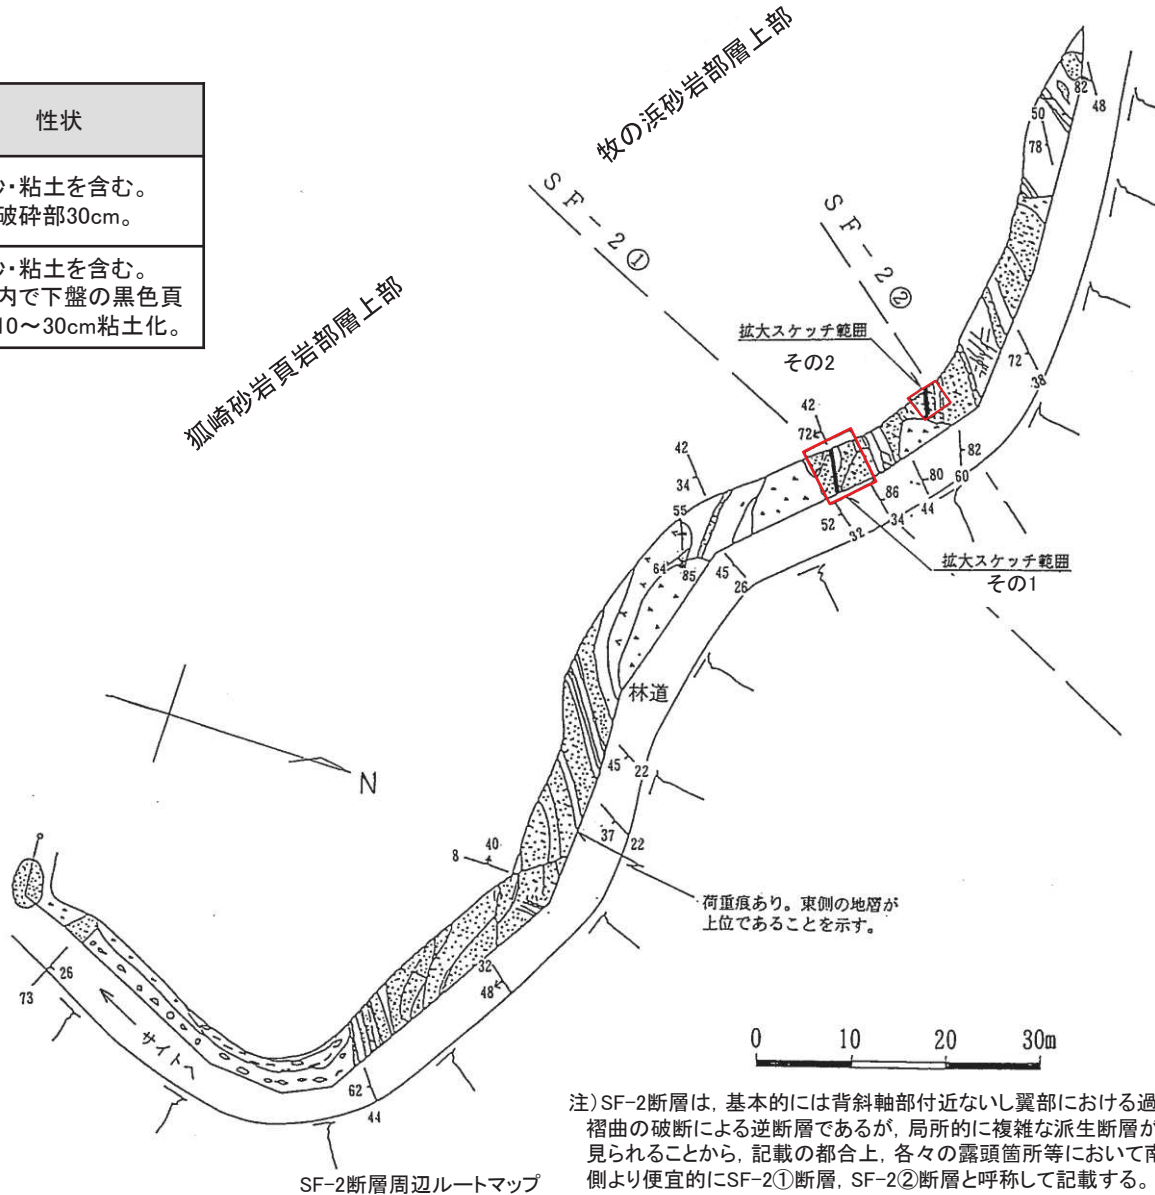 性状
・粘土を含む。
破砕部30cm。
・粘土を含む。
内で下盤の黒色頁
10～30cm粘土化。
牧の浜砂岩部層上部
狐崎砂岩頁岩部層上部
SF-2①
SF-2②
拡大スケッチ範囲
その2
拡大スケッチ範囲
その1
82
48
50
78
72
38
42
72
42
34
55
64
85
45
26
52
32
86
34
44
80
60
82
林道
45
22
37
22
40
8
N
荷重痕あり。東側の地層が
上位であることを示す。
32
48
26
73
サイトへ
62
44
0 10 20 30m
注)SF-2断層は，基本的には背斜軸部付近ないし翼部における過
褶曲の破断による逆断層であるが，局所的に複雑な派生断層が
見られることから，記載の都合上，各々の露頭箇所等において南
側より便宜的にSF-2①断層，SF-2②断層と呼称して記載する。
SF-2断層周辺ルートマップ